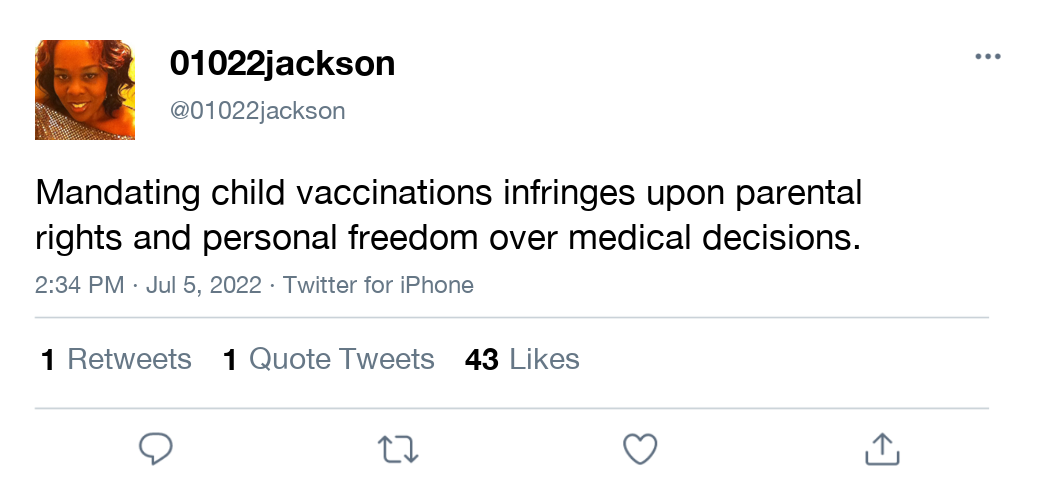 01022jackson
@01022jackson
Mandating child vaccinations infringes upon parental
rights and personal freedom over medical decisions.
2:34 PM · Jul 5, 2022 · Twitter for iPhone
1 Retweets 1 Quote Tweets 43 Likes